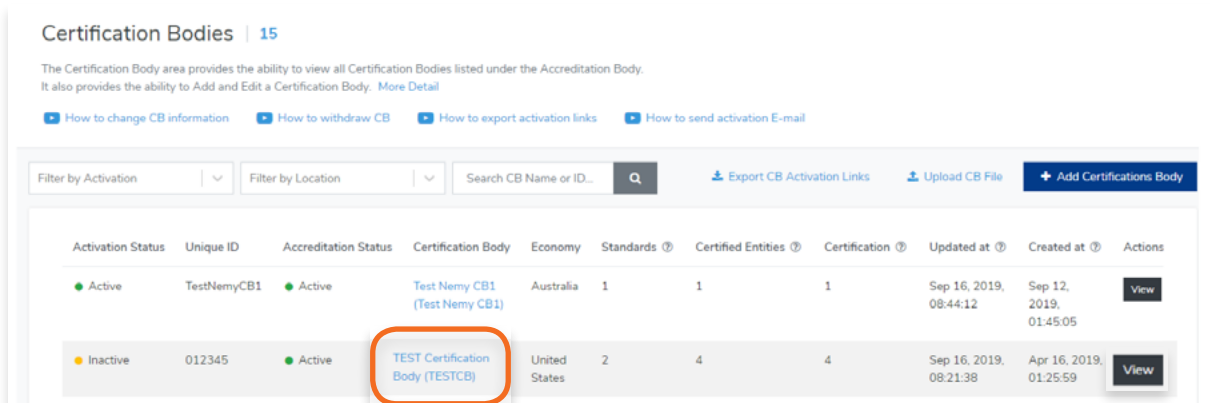 Certification Bodies | 15
The Certification Body area provides the ability to view all Certification Bodies listed under the Accreditation Body.
It also provides the ability to Add and Edit a Certification Body. More Detail
How to change CB information How to withdraw CB How to export activation links How to send activation E-mail
Filter by Activation Filter by Location Search CB Name or ID... Export CB Activation Links Upload CB File + Add Certifications Body
Activation Status Unique ID Accreditation Status Certification Body Economy Standards ? Certified Entities ? Certification ? Updated at ? Created at ? Actions
Active TestNemyCB1 Active Test Nemy CB1 Australia 1 1 1 Sep 16, 2019, Sep 12, View
(Test Nemy CB1) 08:44:12 2019,
01:45:05
Inactive 012345 Active TEST Certification United 2 4 4 Sep 16, 2019, Apr 16, 2019, View
Body (TESTCB) States 08:21:38 01:25:59